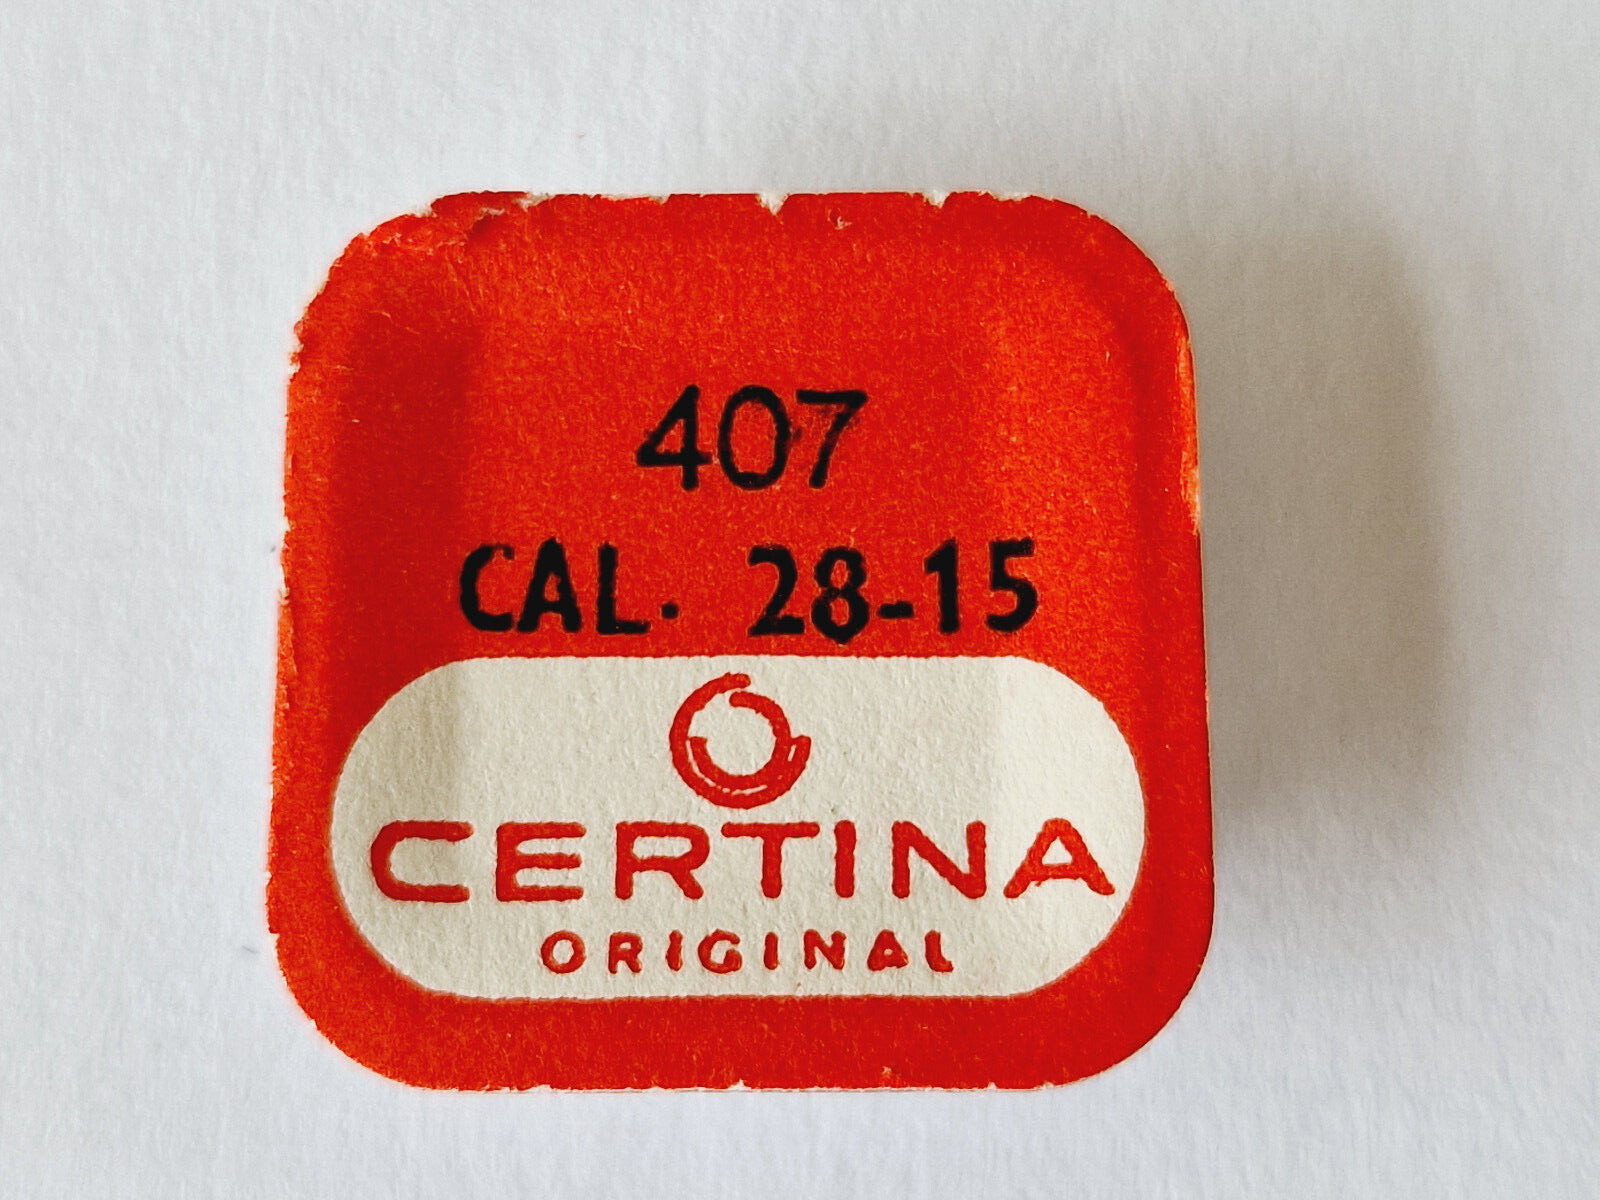 407
CAL. 28-15
CERTINA
ORIGINAL